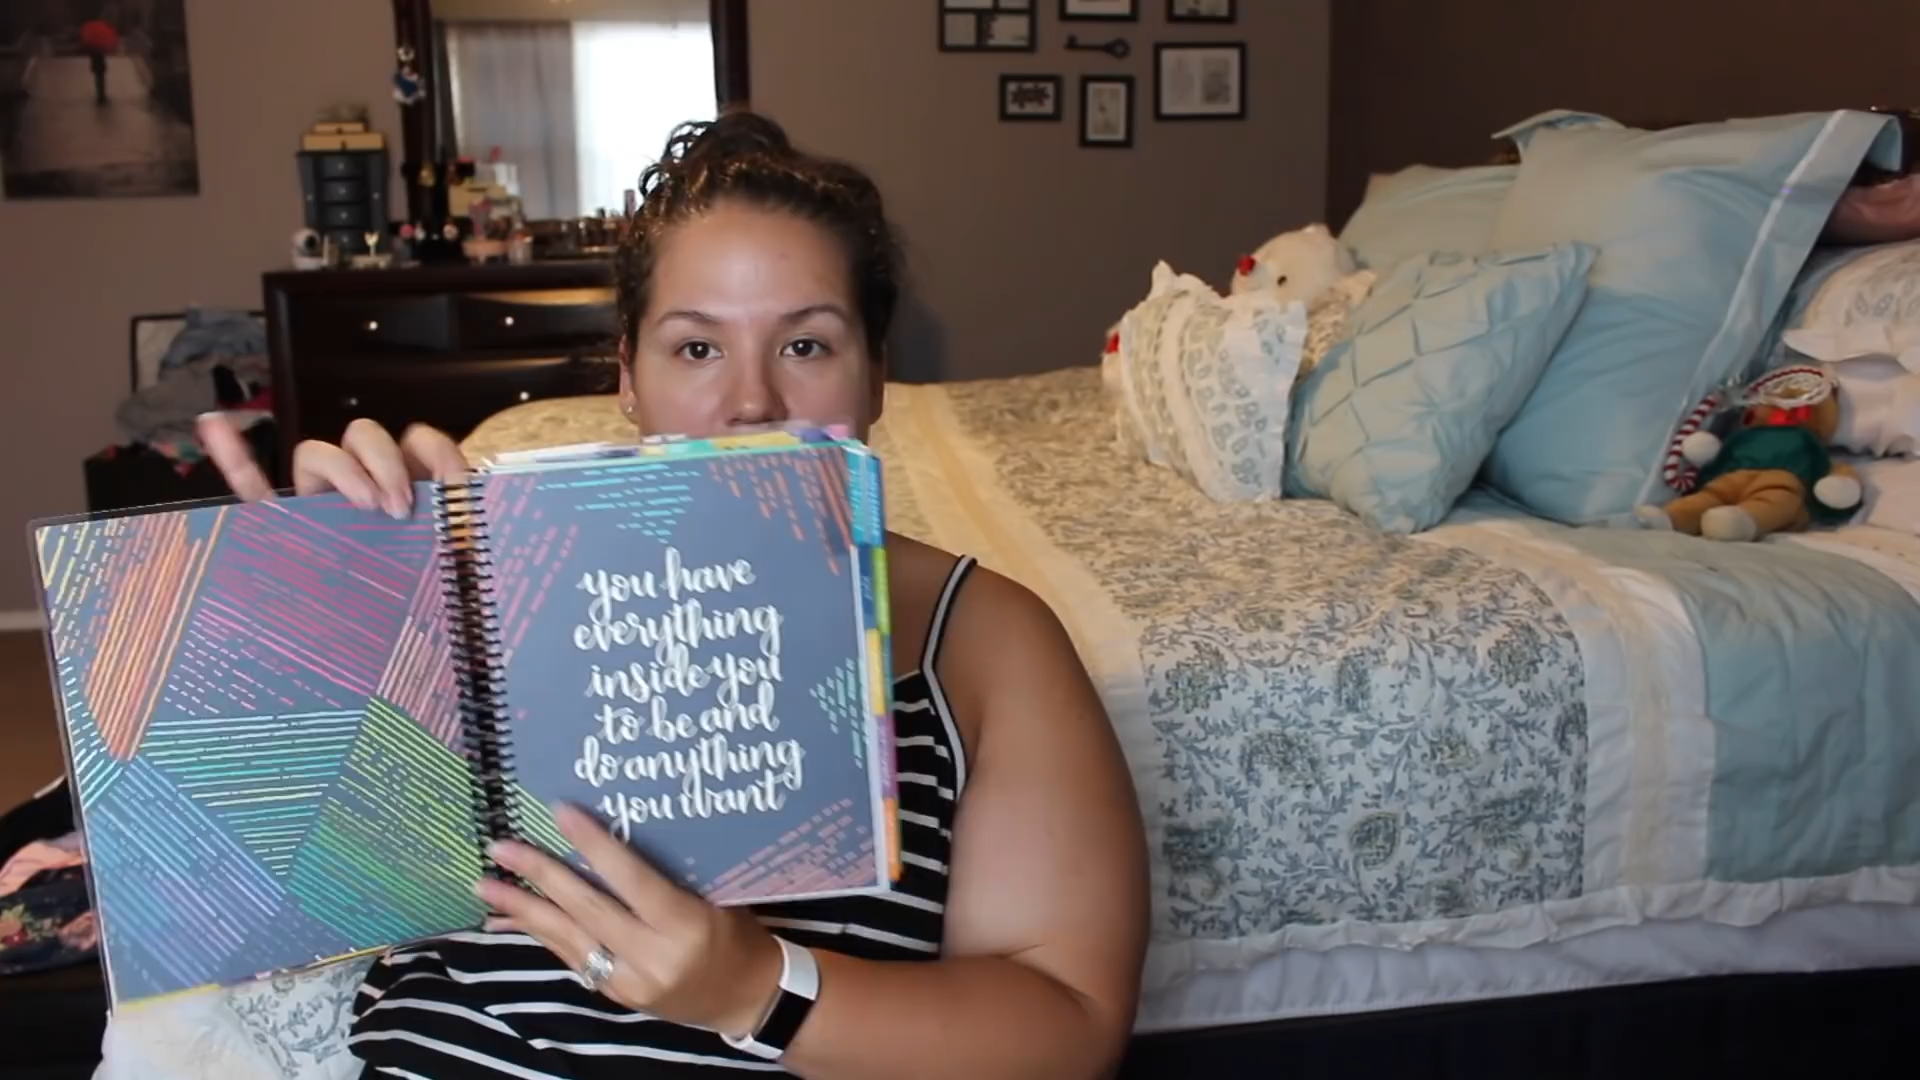 you have
everything
inside you
to be and
do anything
you want